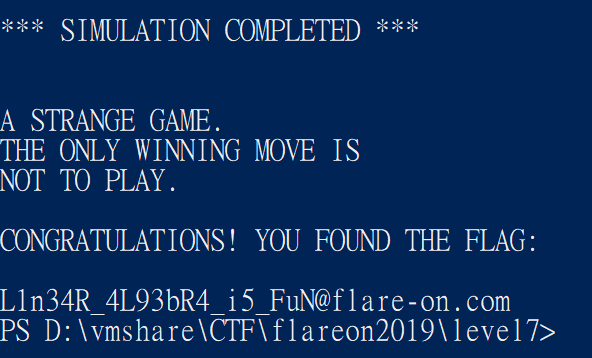 *** SIMULATION COMPLETED ***
A STRANGE GAME.
THE ONLY WINNING MOVE IS
NOT TO PLAY.
CONGRATULATIONS! YOU FOUND THE FLAG:
L1n34R_4L93bR4_i5_FuN@flare-on.com
PS D:\vmshare\CTF\flareon2019\level7>